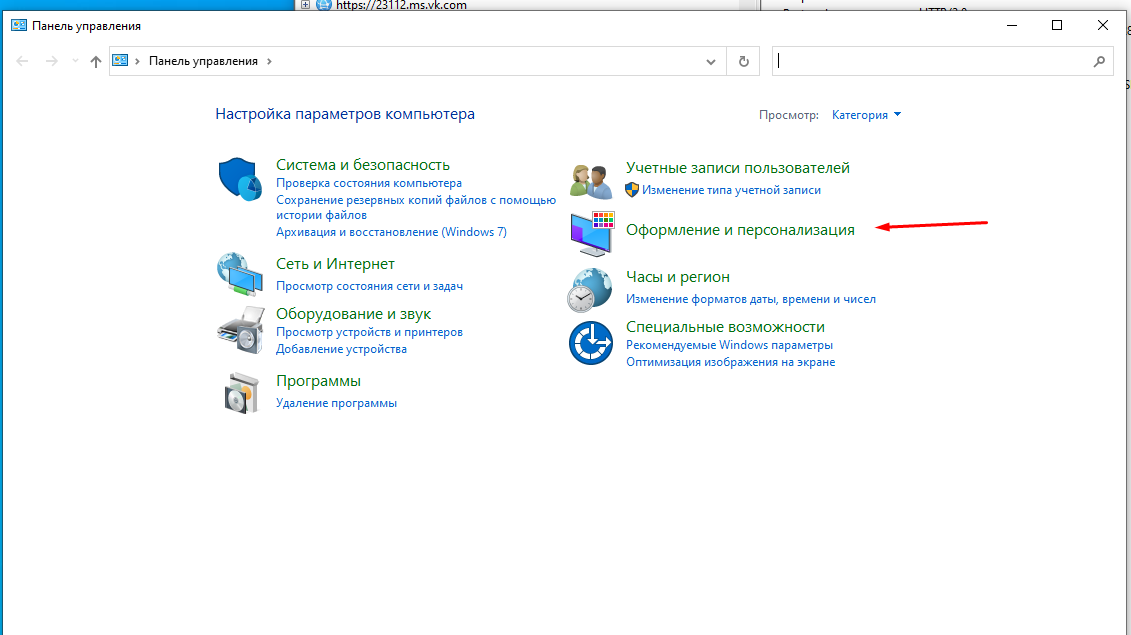 https://23112.ms.vk.com
Панель управления
Панель управления
Настройка параметров компьютера
Просмотр: Категория
Система и безопасность
Проверка состояния компьютера
Сохранение резервных копий файлов с помощью
истории файлов
Архивация и восстановление (Windows 7)
Сеть и Интернет
Просмотр состояния сети и задач
Оборудование и звук
Просмотр устройств и принтеров
Добавление устройства
Программы
Удаление программы
Учетные записи пользователей
Изменение типа учетной записи
Оформление и персонализация
Часы и регион
Изменение форматов даты, времени и чисел
Специальные возможности
Рекомендуемые Windows параметры
Оптимизация изображения на экране